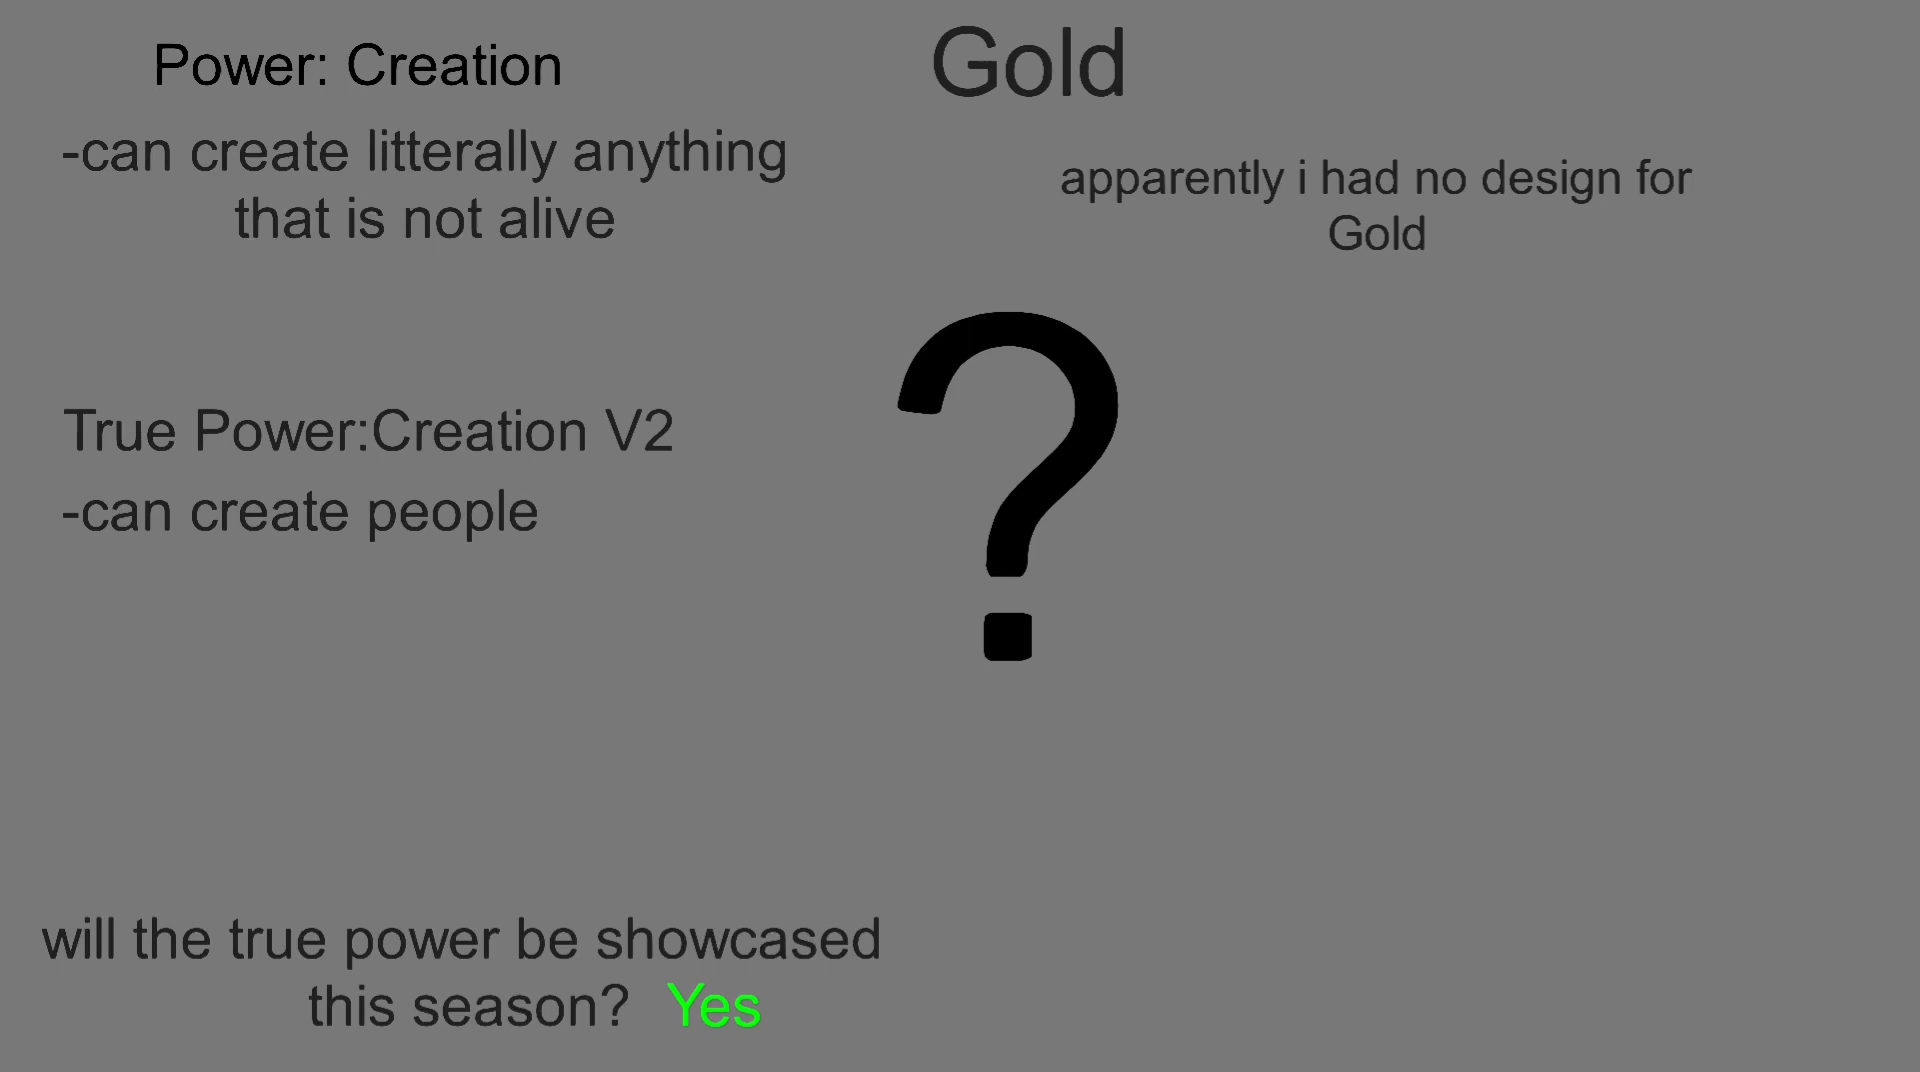 Power: Creation
-can create litterally anything
that is not alive
Gold
apparently i had no design for
Gold
?
True Power:Creation V2
-can create people
will the true power be showcased
this season? Yes